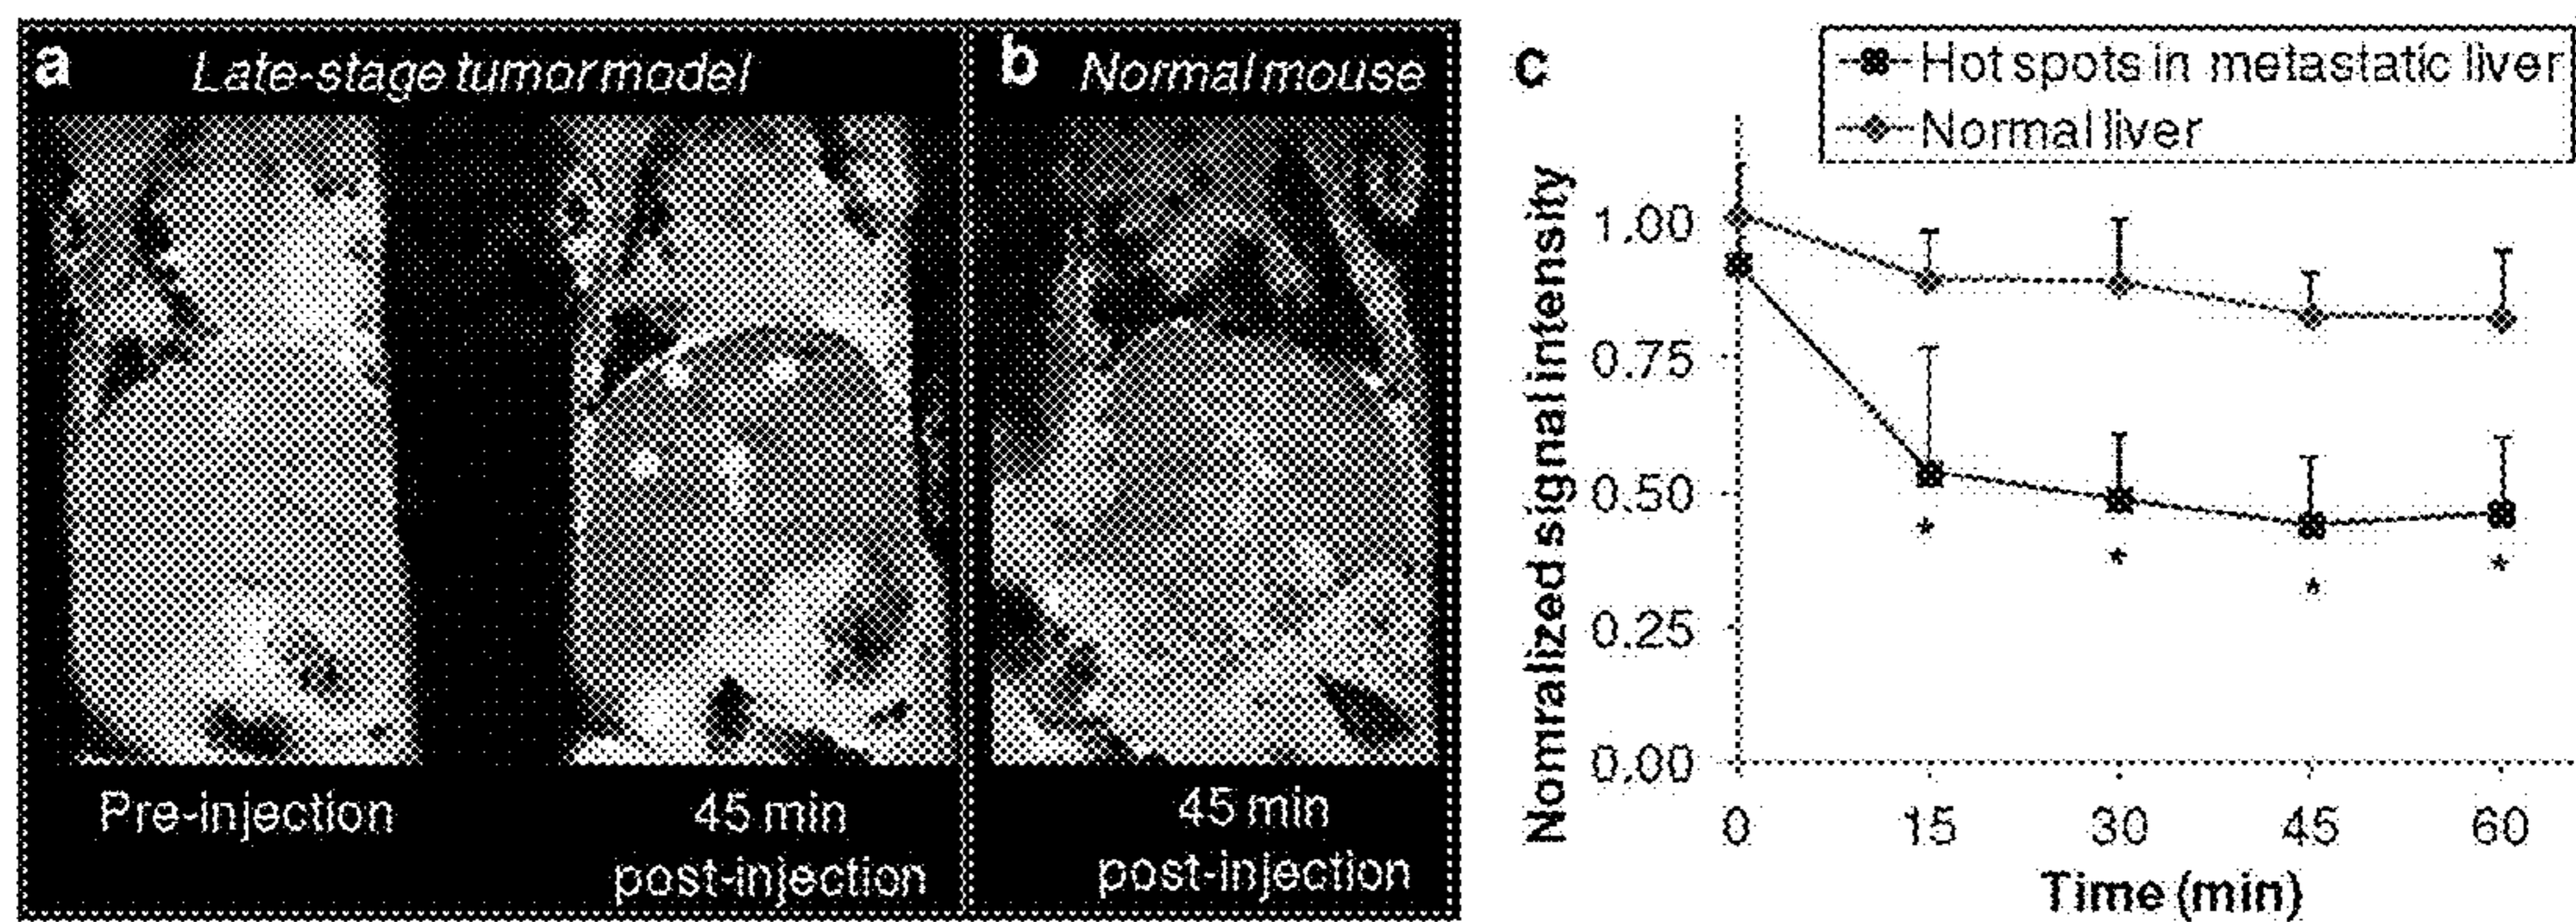 a
Late-stage tumor model
b
Normal mouse
Pre-injection
45 min
post-injection
45 min
post-injection
c
Hot spots in metastatic liver
Normal liver
Nomralized signal intensity
1.00
0.75
0.50
0.25
0.00
*
*
*
*
0 15 30 45 60
Time (min)